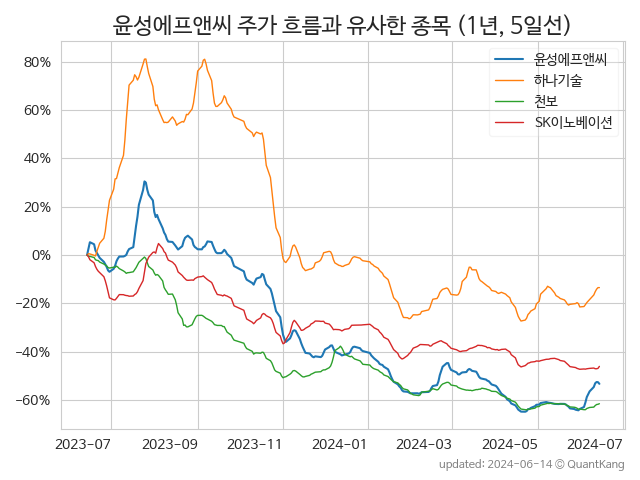 윤성에프앤씨 주가 흐름과 유사한 종목 (1년, 5일선)
윤성에프앤씨
하나기술
천보
SK이노베이션
80%
60%
40%
20%
0%
−20%
−40%
−60%
2023-07 2023-09 2023-11 2024-01 2024-03 2024-05 2024-07
updated: 2024-06-14 © QuantKang